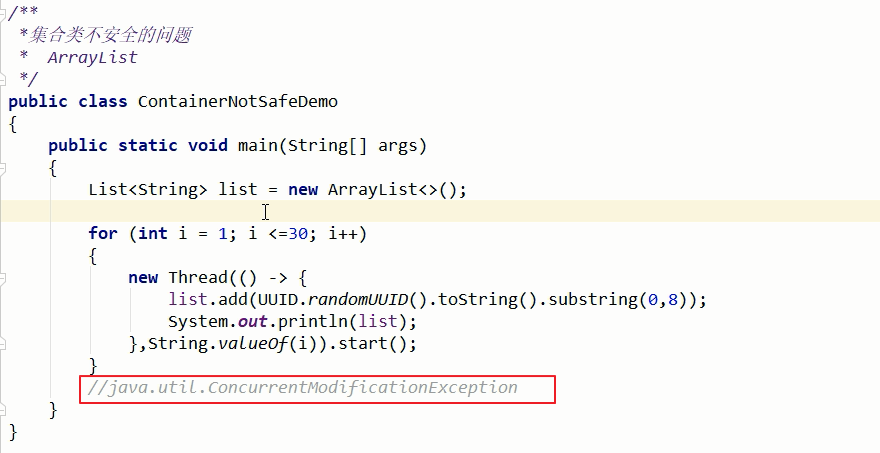 /**
 *集合类不安全的问题
 *  ArrayList
 */
public class ContainerNotSafeDemo
{
    public static void main(String[] args)
    {
        List<String> list = new ArrayList<>();
        for (int i = 1; i <=30; i++)
        {
            new Thread(() -> {
                list.add(UUID.randomUUID().toString().substring(0,8));
                System.out.println(list);
            },String.valueOf(i)).start();
        }
        //java.util.ConcurrentModificationException
    }
}